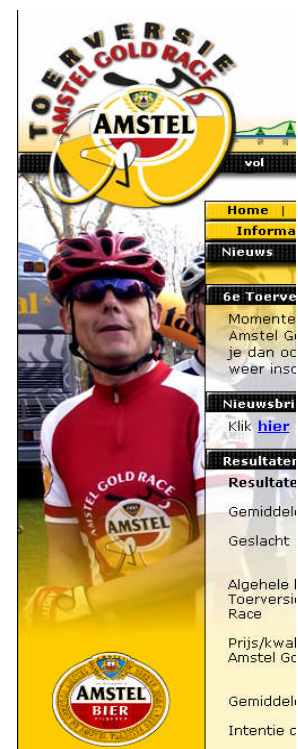 TOERVERSIE
AMSTEL GOLD RACE
AMSTEL
vol
Home |
Informa
Nieuws
6e Toerve
Momente
Amstel Go
je dan oo
weer insc
Nieuwsbri
Klik hier
Resultaten
Resultate
Gemiddeld
Geslacht
Algehele
Toerversie
Race
Prijs/kwal
Amstel Go
Gemiddeld
Intentie o
AMSTEL GOLD RACE
AMSTEL
AMSTEL
BIER